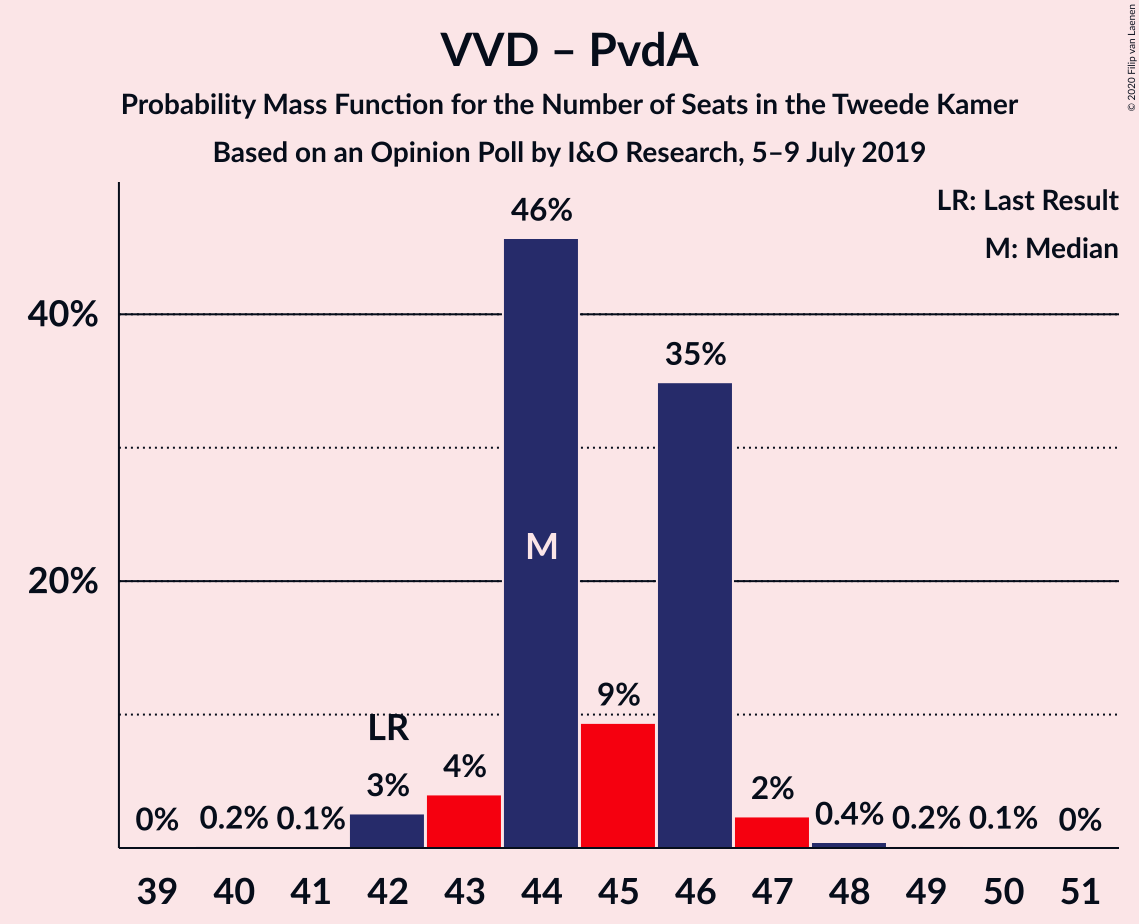 VVD – PvdA
Probability Mass Function for the Number of Seats in the Tweede Kamer
Based on an Opinion Poll by I&O Research, 5–9 July 2019
© 2020 Filip van Laenen
LR: Last Result
M: Median
46%
40%
35%
M
20%
9%
LR
4%
3%
2%
0% 0.2% 0.1% 0.4% 0.2% 0.1% 0%
39 40 41 42 43 44 45 46 47 48 49 50 51